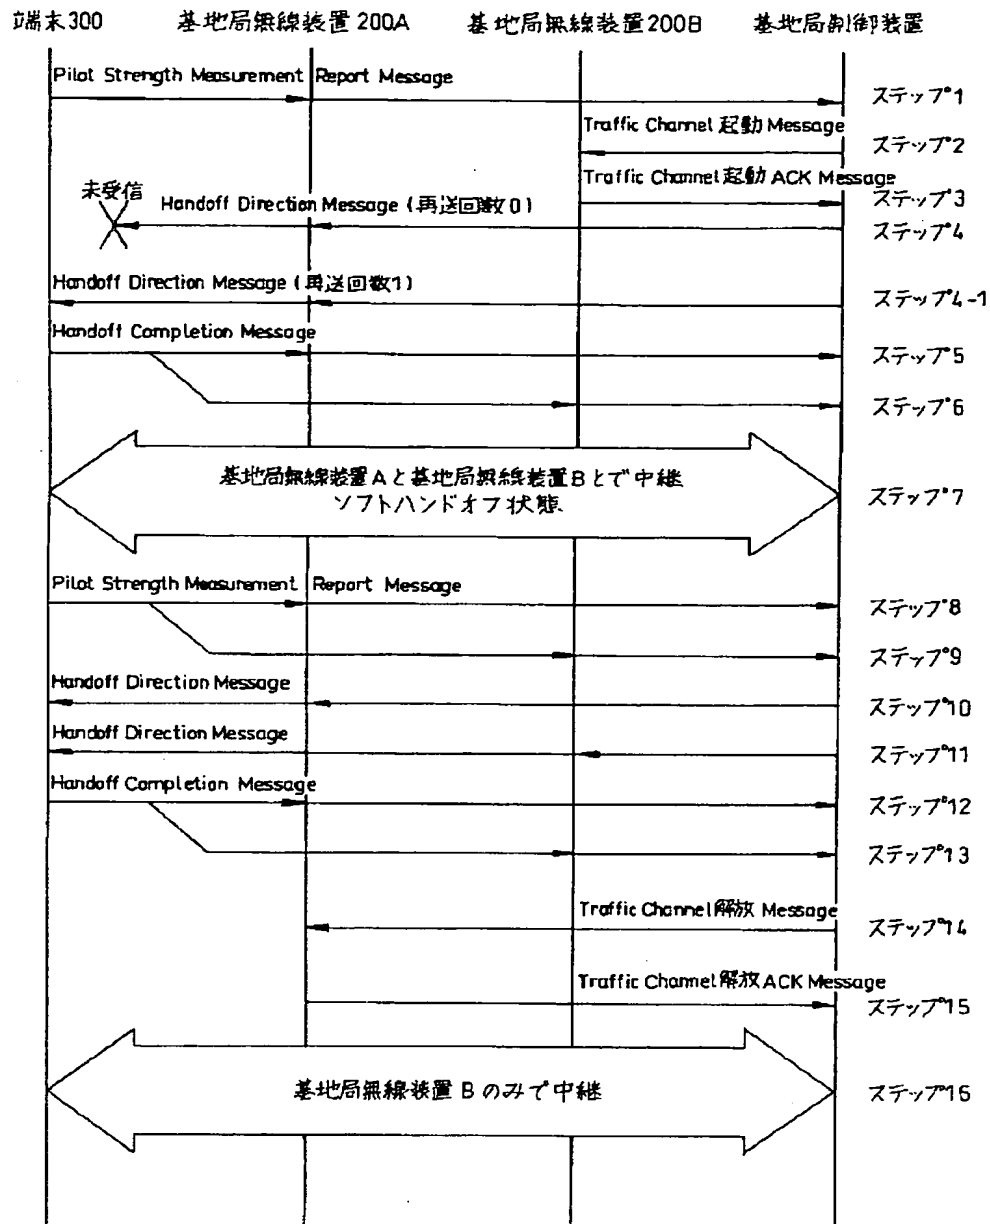 端末300 基地局無線装置200A 基地局無線装置200B 基地局制御装置
Pilot Strength Measurement Report Message
ステップ1
Traffic Channel 起動 Message
ステップ2
Traffic Channel 起動 ACK Message
ステップ3
未受信
Handoff Direction Message (再送回数0)
ステップ4
Handoff Direction Message (再送回数1)
ステップ4-1
Handoff Completion Message
ステップ5
ステップ6
基地局無線装置Aと基地局無線装置Bとで中継
ソフトハンドオフ状態
ステップ7
Pilot Strength Measurement Report Message
ステップ8
ステップ9
Handoff Direction Message
ステップ10
Handoff Direction Message
ステップ11
Handoff Completion Message
ステップ12
ステップ13
Traffic Channel 解放 Message
ステップ14
Traffic Channel 解放 ACK Message
ステップ15
基地局無線装置Bのみで中継
ステップ16